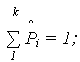 k
∑ P̂ᵢ = 1;
1